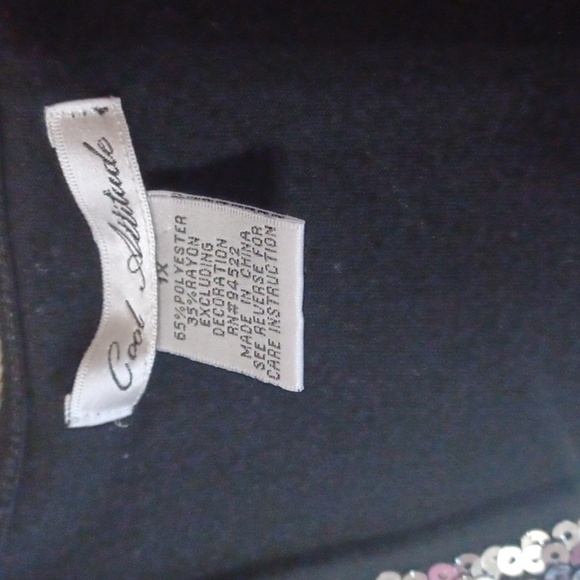 Cool Attitude
1X
65%POLYESTER
35%RAYON
EXCLUDING
DECORATION
RN#94522
MADE IN CHINA
SEE REVERSE FOR
CARE INSTRUCTION